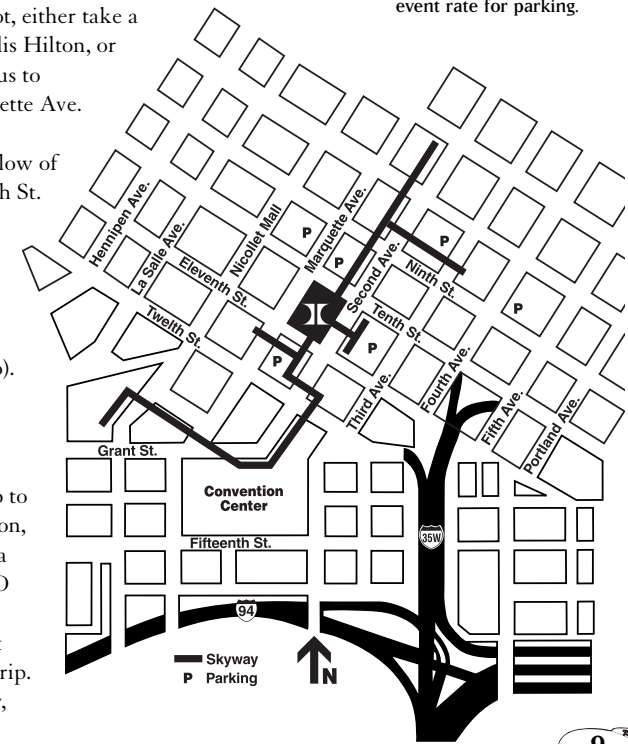 event rate for parking.
ot, either take a
lis Hilton, or
us to
ette Ave.
low of
h St.
).
p to
on,
a
O
t
rip.
,
Hennipen Ave.
La Salle Ave.
Nicollet Mall
Marquette Ave.
Second Ave.
Eleventh St.
Twelth St.
Ninth St.
Tenth St.
Third Ave.
Fourth Ave.
Fifth Ave.
Portland Ave.
P
P
P
P
P
P
Grant St.
Convention
Center
Fifteenth St.
35W
94
Skyway
P Parking
N
9